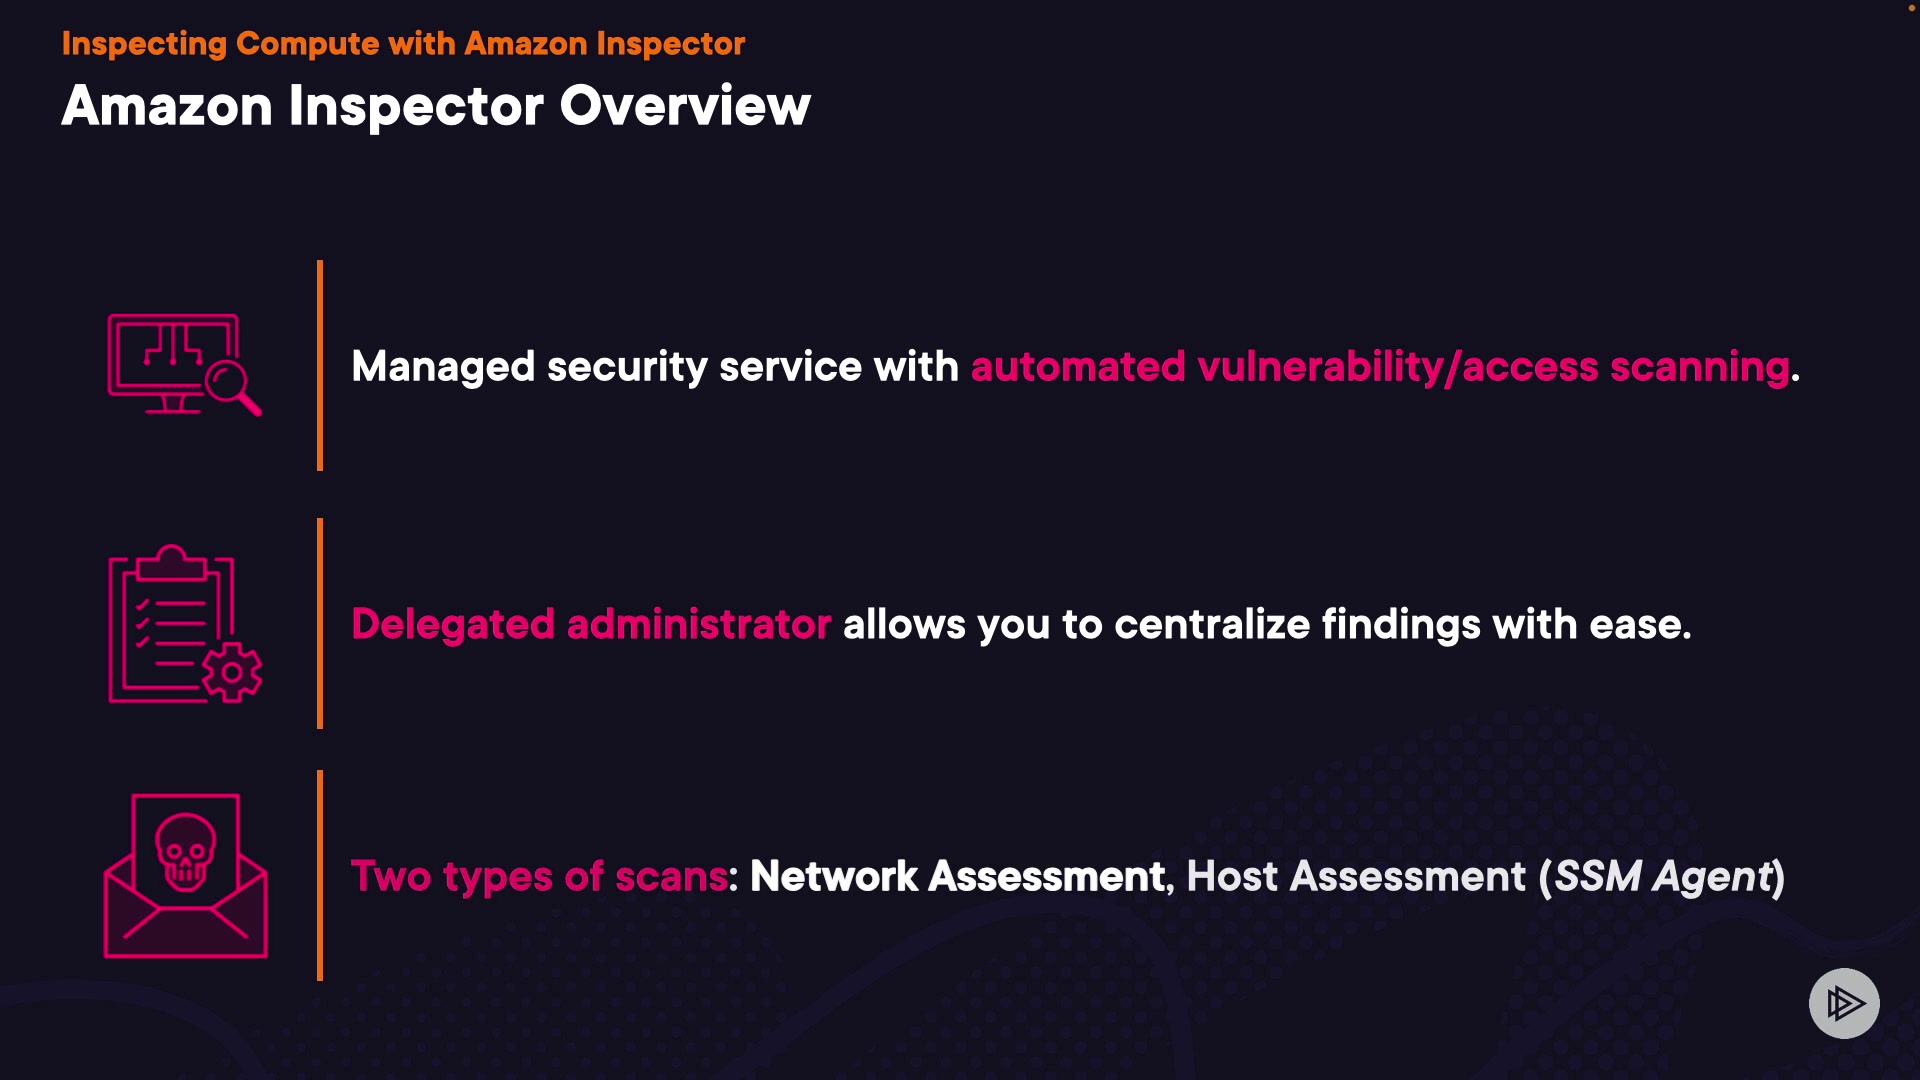 Inspecting Compute with Amazon Inspector
Amazon Inspector Overview
Managed security service with automated vulnerability/access scanning.
Delegated administrator allows you to centralize findings with ease.
Two types of scans: Network Assessment, Host Assessment (SSM Agent)